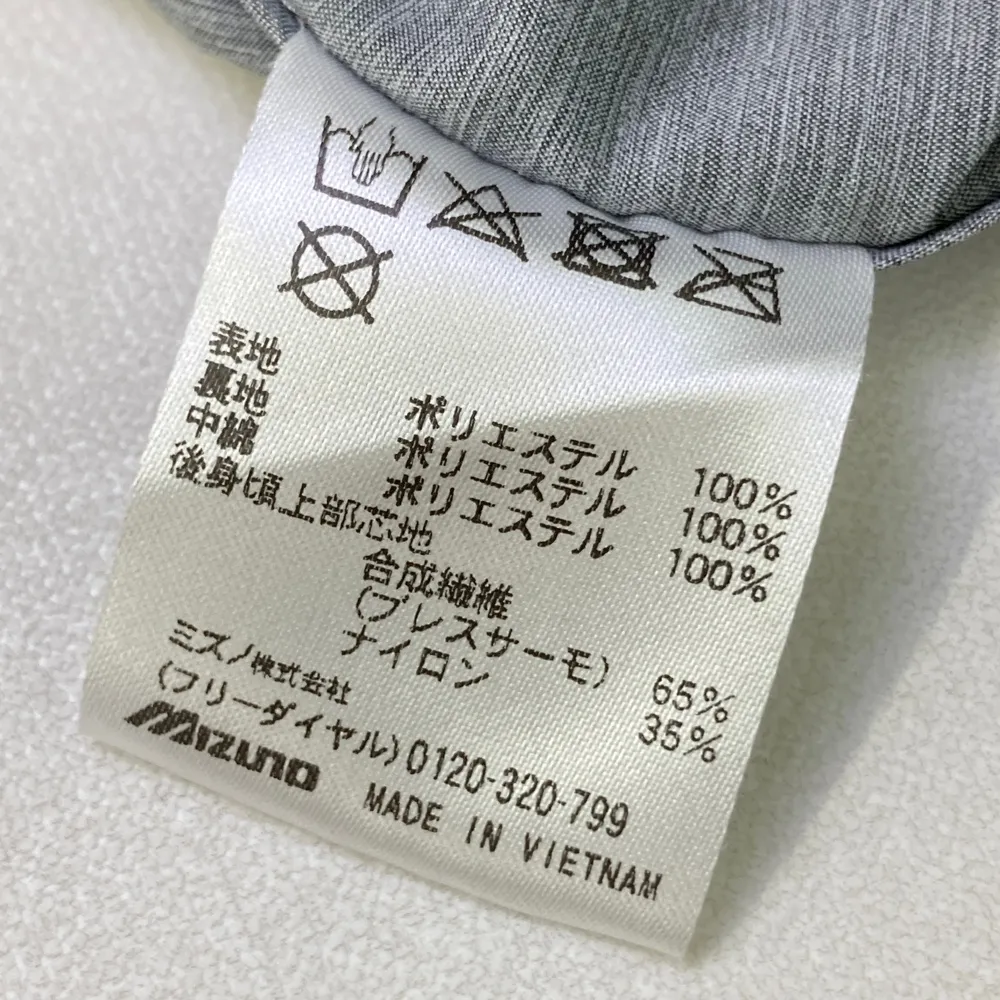 表地 ポリエステル 100%
裏地 ポリエステル 100%
中綿 ポリエステル 100%
後身頃上部芯地
合成繊維
(ブレスサーモ) 65%
ナイロン 35%
ミズノ株式会社
(フリーダイヤル)0120-320-799
MIZUNO MADE IN VIETNAM